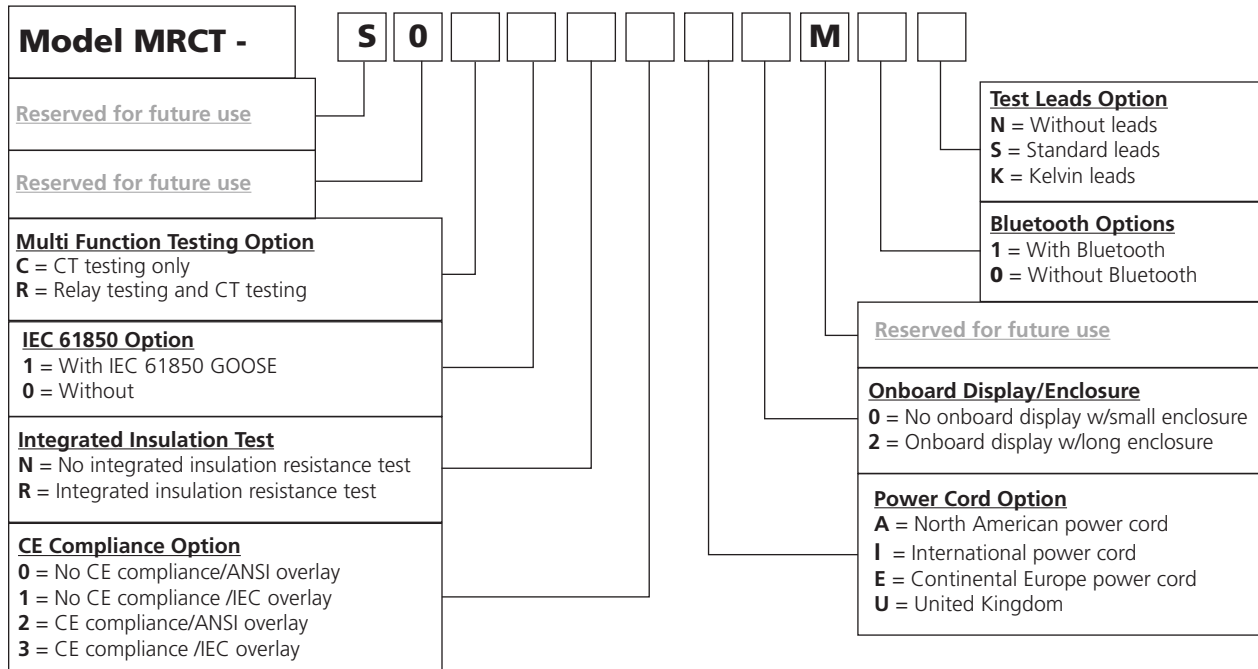 Model MRCT - S 0 M
Reserved for future use
Reserved for future use
Multi Function Testing Option
C = CT testing only
R = Relay testing and CT testing
IEC 61850 Option
1 = With IEC 61850 GOOSE
0 = Without
Integrated Insulation Test
N = No integrated insulation resistance test
R = Integrated insulation resistance test
CE Compliance Option
0 = No CE compliance/ANSI overlay
1 = No CE compliance /IEC overlay
2 = CE compliance/ANSI overlay
3 = CE compliance /IEC overlay
Test Leads Option
N = Without leads
S = Standard leads
K = Kelvin leads
Bluetooth Options
1 = With Bluetooth
0 = Without Bluetooth
Reserved for future use
Onboard Display/Enclosure
0 = No onboard display w/small enclosure
2 = Onboard display w/long enclosure
Power Cord Option
A = North American power cord
I = International power cord
E = Continental Europe power cord
U = United Kingdom